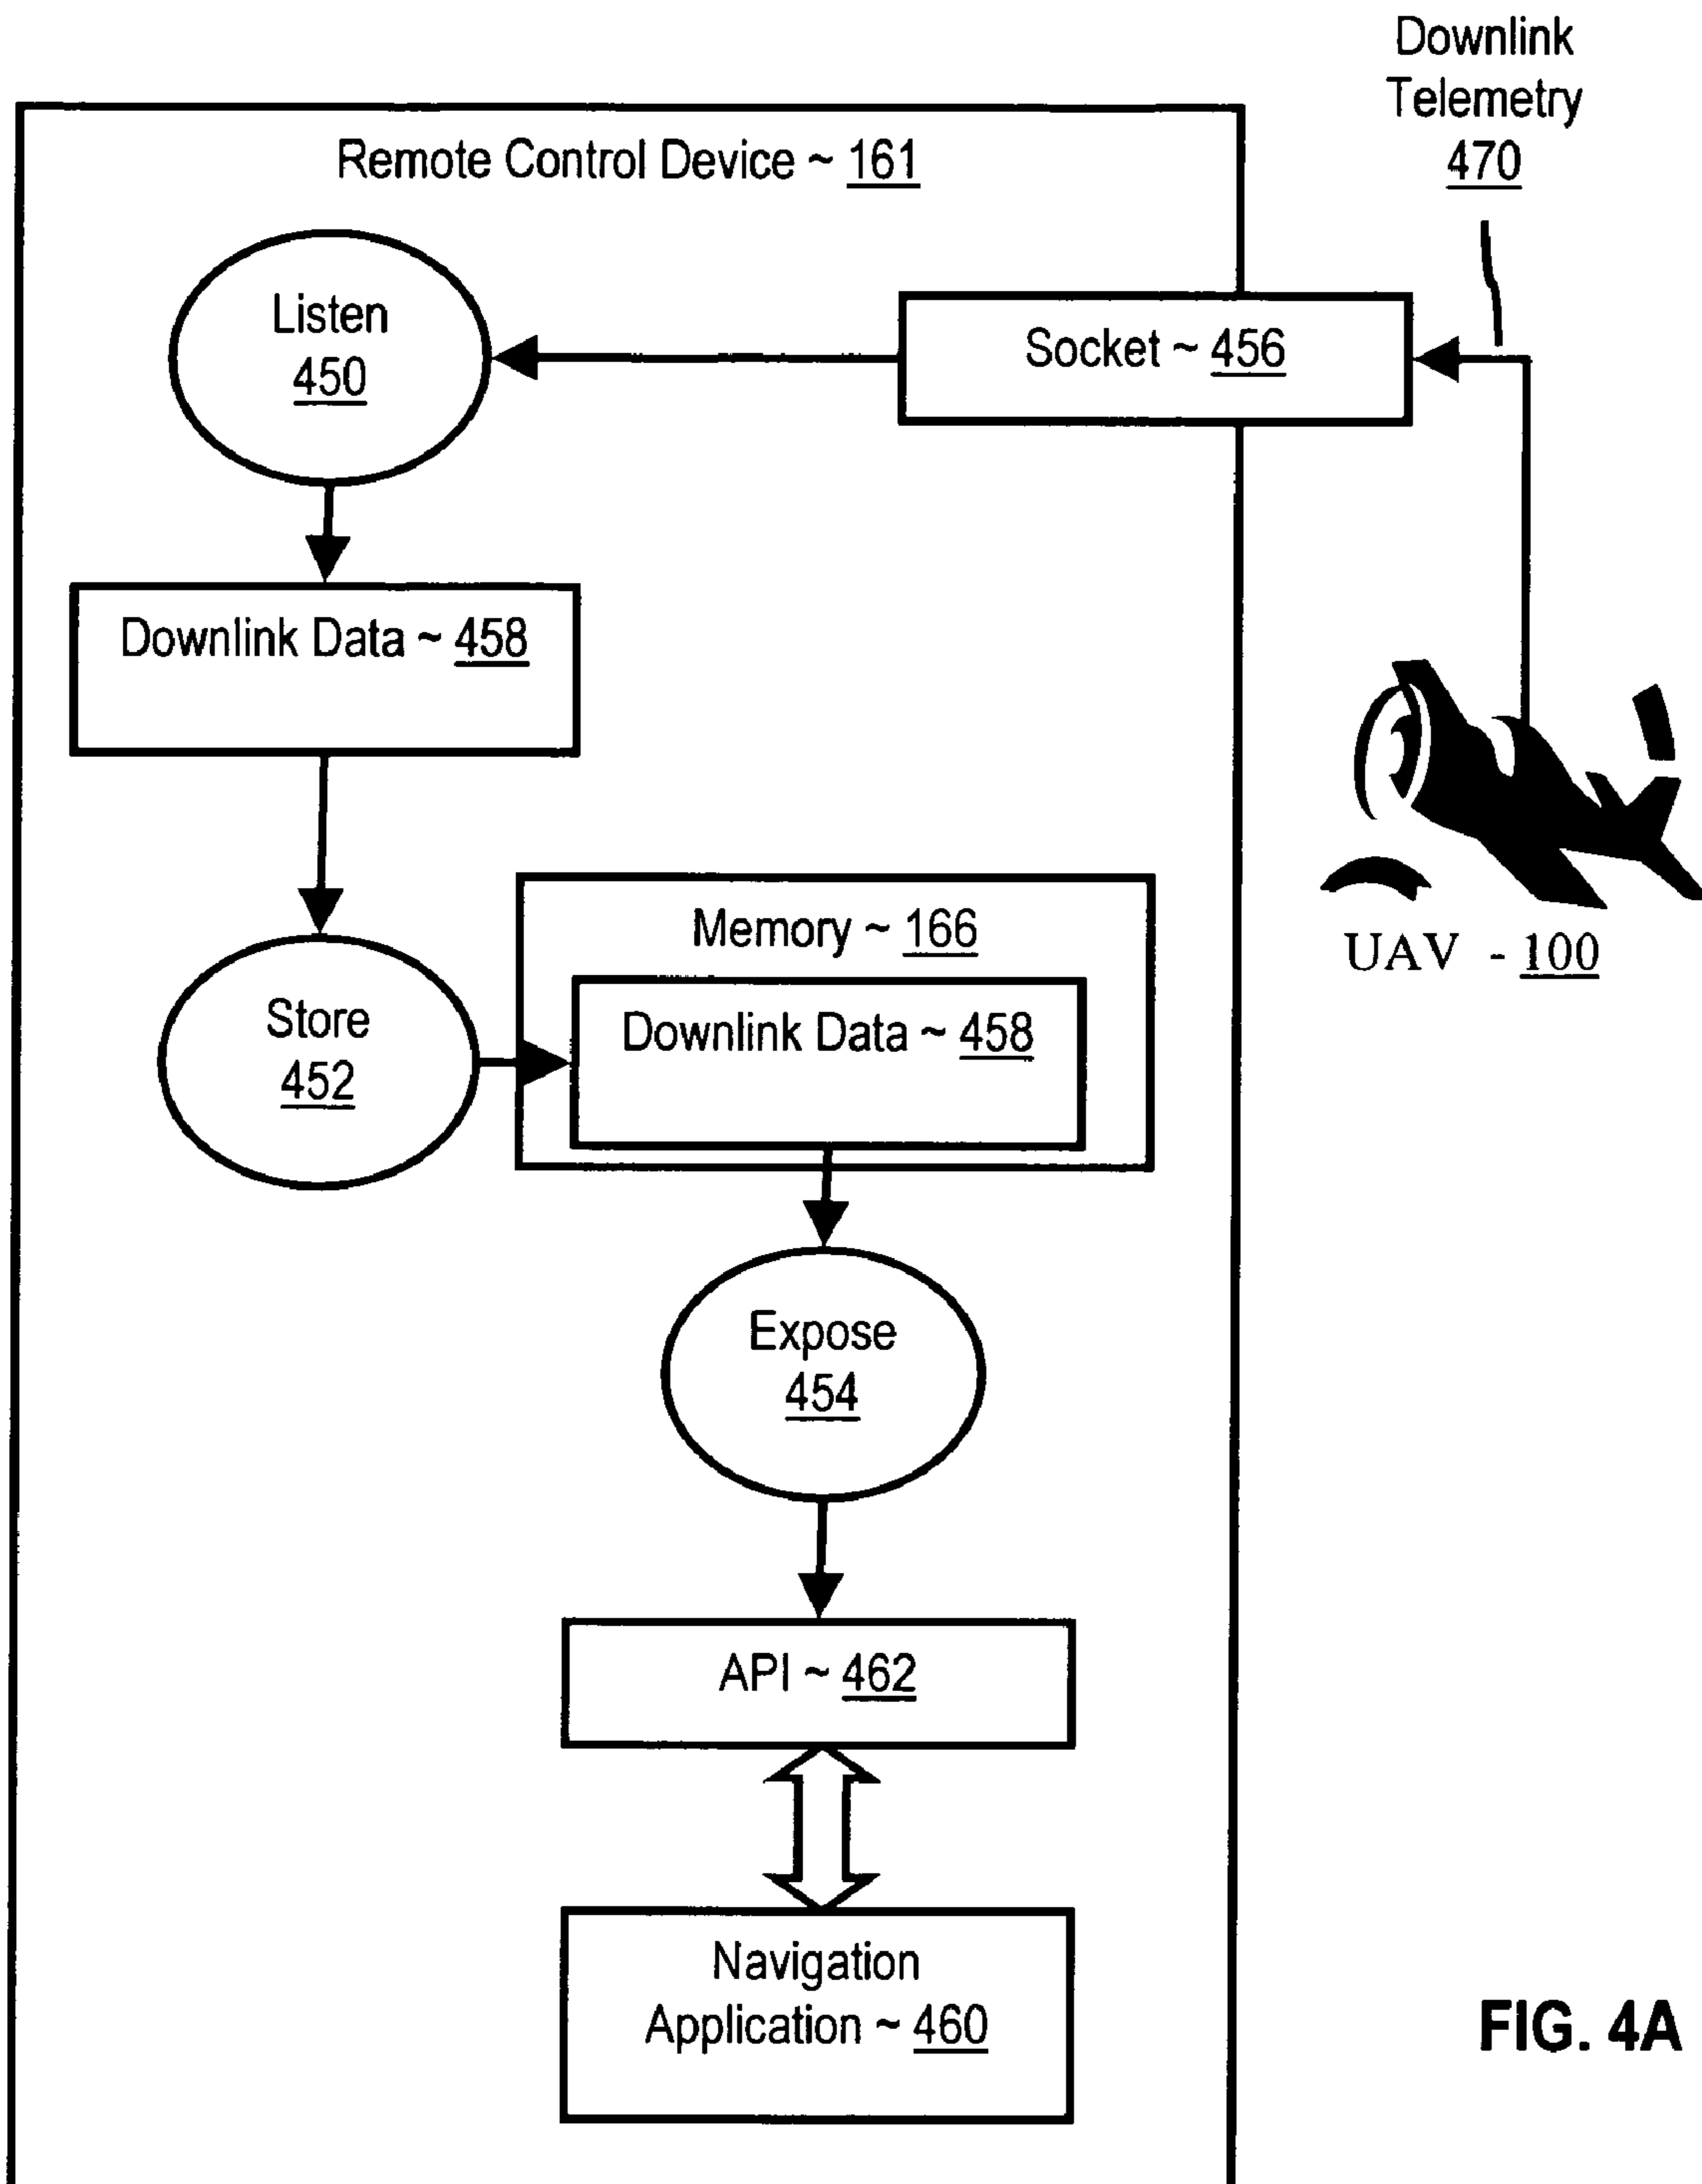 Downlink
Telemetry
470
Remote Control Device ~ 161
Listen
450
Socket ~ 456
Downlink Data ~ 458
Memory ~ 166
UAV - 100
Store
452
Downlink Data ~ 458
Expose
454
API ~ 462
Navigation
Application ~ 460
FIG. 4A